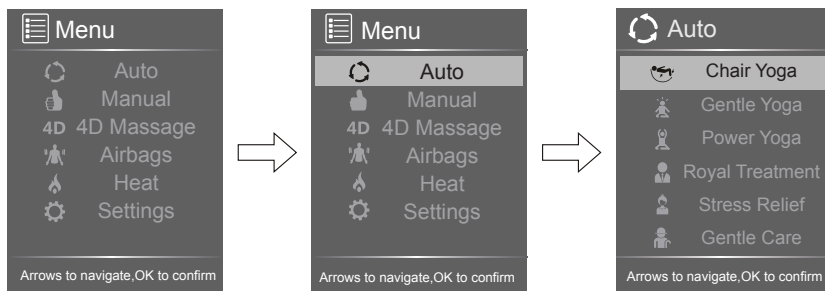 Menu
Auto
Manual
4D 4D Massage
Airbags
Heat
Settings
Arrows to navigate,OK to confirm
Menu
Auto
Manual
4D 4D Massage
Airbags
Heat
Settings
Arrows to navigate,OK to confirm
Auto
Chair Yoga
Gentle Yoga
Power Yoga
Royal Treatment
Stress Relief
Gentle Care
Arrows to navigate,OK to confirm